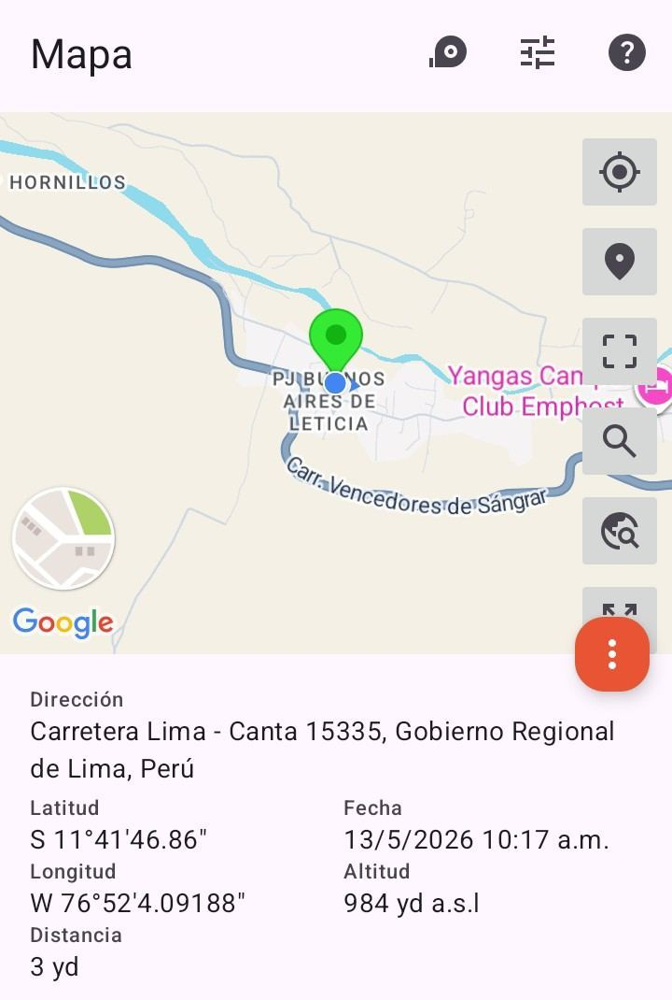 Mapa
HORNILLOS
PJ BUENOS
AIRES DE
LETICIA
Yangas Cam
Club Emphost
Carr. Vencedores de Sángrar
Google
Dirección
Carretera Lima - Canta 15335, Gobierno Regional
de Lima, Perú
Latitud
S 11°41'46.86"
Fecha
13/5/2026 10:17 a.m.
Longitud
W 76°52'4.09188"
Altitud
984 yd a.s.l
Distancia
3 yd